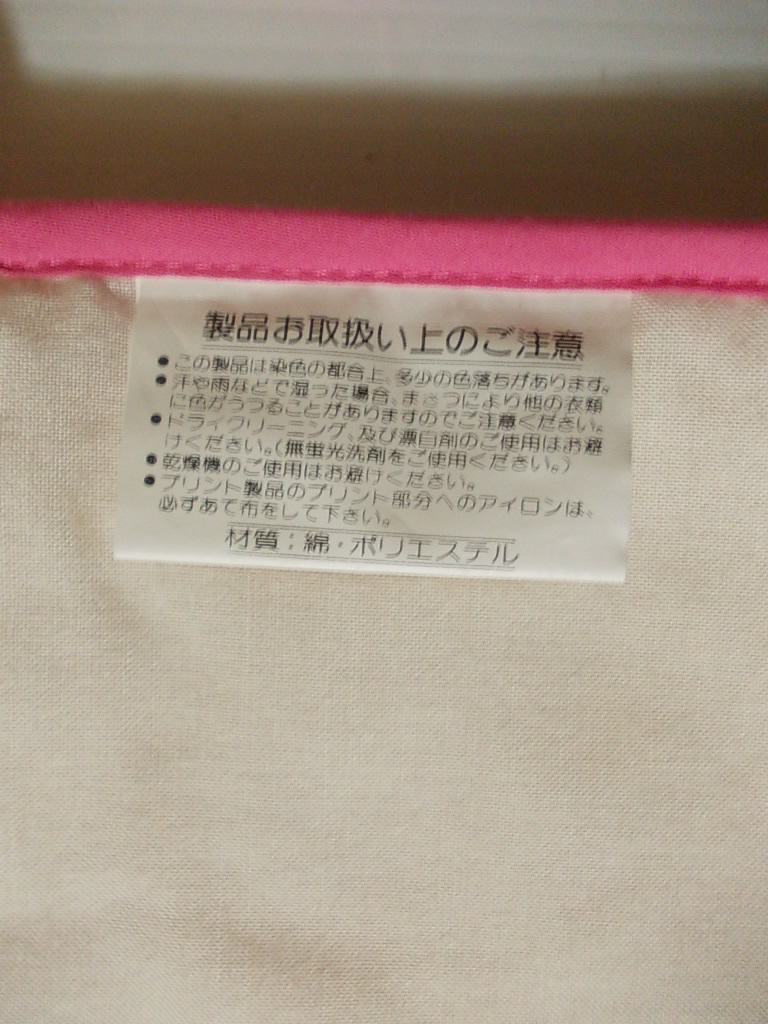 製品お取扱い上のご注意
●この製品は染色の都合上、多少の色落ちがあります。
●汗や雨などで湿った場合、まさつにより他の衣類
に色がうつることがありますのでご注意ください。
●ドライクリーニング、及び漂白剤のご使用はお避
けください。(無蛍光洗剤をご使用ください。)
●乾燥機のご使用はお避けください。
●プリント製品のプリント部分へのアイロンは、
必ずあて布をして下さい。
材質:綿・ポリエステル